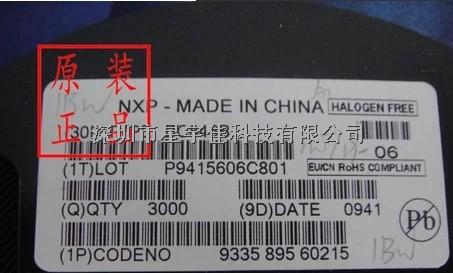 原装
正品
NXP - MADE IN CHINA
HALOGEN FREE
深圳市星宇佳科技有限公司
06
(1T)LOT P9415606C801
EU/CN RoHS COMPLIANT
(Q)QTY 3000
(9D)DATE 0941
Pb
(1P)CODENO 9335 895 60215
IBW
IBW